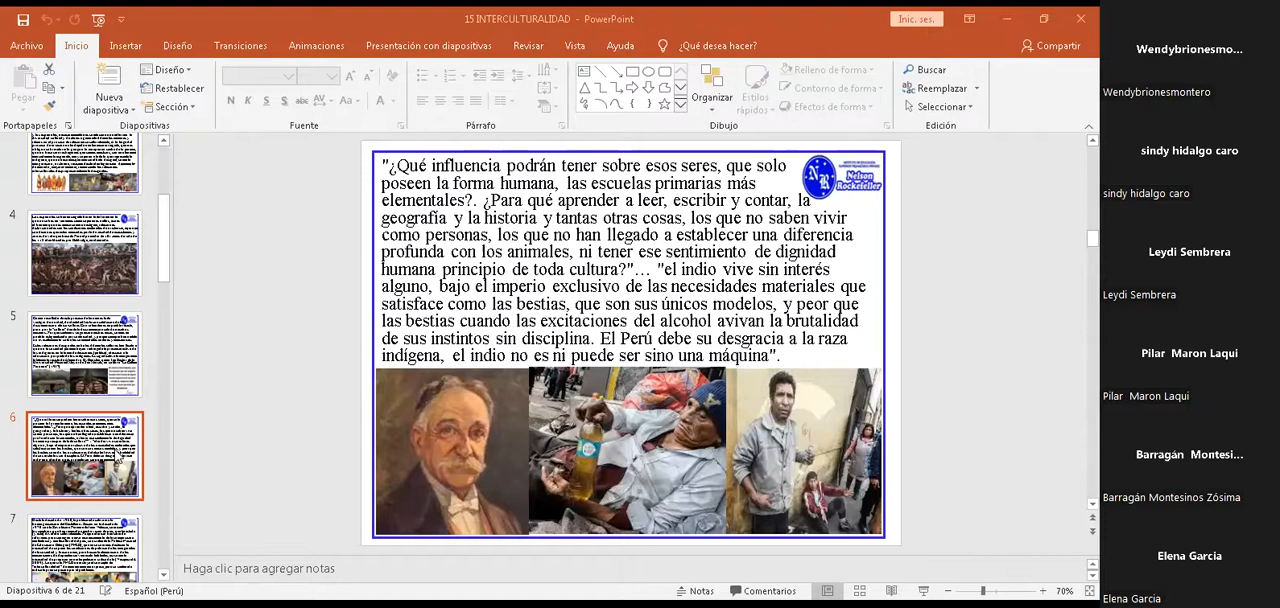 15 INTERCULTURALIDAD - PowerPoint
Inic. ses.
Archivo
Inicio
Insertar
Diseño
Transiciones
Animaciones
Presentación con diapositivas
Revisar
Vista
Ayuda
¿Qué desea hacer?
Compartir
Pegar
Nueva
diapositiva
Diseño
Restablecer
Sección
N K S S abc AV Aa A
Organizar
Estilos
rápidos
Relleno de forma
Contorno de forma
Efectos de forma
Buscar
Reemplazar
Seleccionar
Portapapeles
Diapositivas
Fuente
Párrafo
Dibujo
Edición
4
5
6
7
"¿Qué influencia podrán tener sobre esos seres, que sólo
poseen la forma humana, las escuelas primarias más
elementales?. ¿Para qué aprender a leer, escribir y contar, la
geografía y la historia y tantas otras cosas, los que no saben vivir
como personas, los que no han llegado a establecer una diferencia
profunda con los animales, ni tener ese sentimiento de dignidad
humana principio de toda cultura?"... "el indio vive sin interés
alguno, bajo el imperio exclusivo de las necesidades materiales que
satisface como las bestias, que son sus únicos modelos, y peor que
las bestias cuando las excitaciones del alcohol avivan la brutalidad
de sus instintos sin disciplina. El Perú debe su desgracia a la raza
indígena, el indio no es ni puede ser sino una máquina".
N R
Nelson
Rockefeller
Haga clic para agregar notas
Diapositiva 6 de 21
Español (Perú)
Notas
Comentarios
70%
Wendybrionesmo...
Wendybrionesmontero
sindy hidalgo caro
sindy hidalgo caro
Leydi Sembrera
Leydi Sembrera
Pilar Maron Laqui
Pilar Maron Laqui
Barragán Montesi...
Barragán Montesinos Zósima
Elena Garcia
Elena Garcia